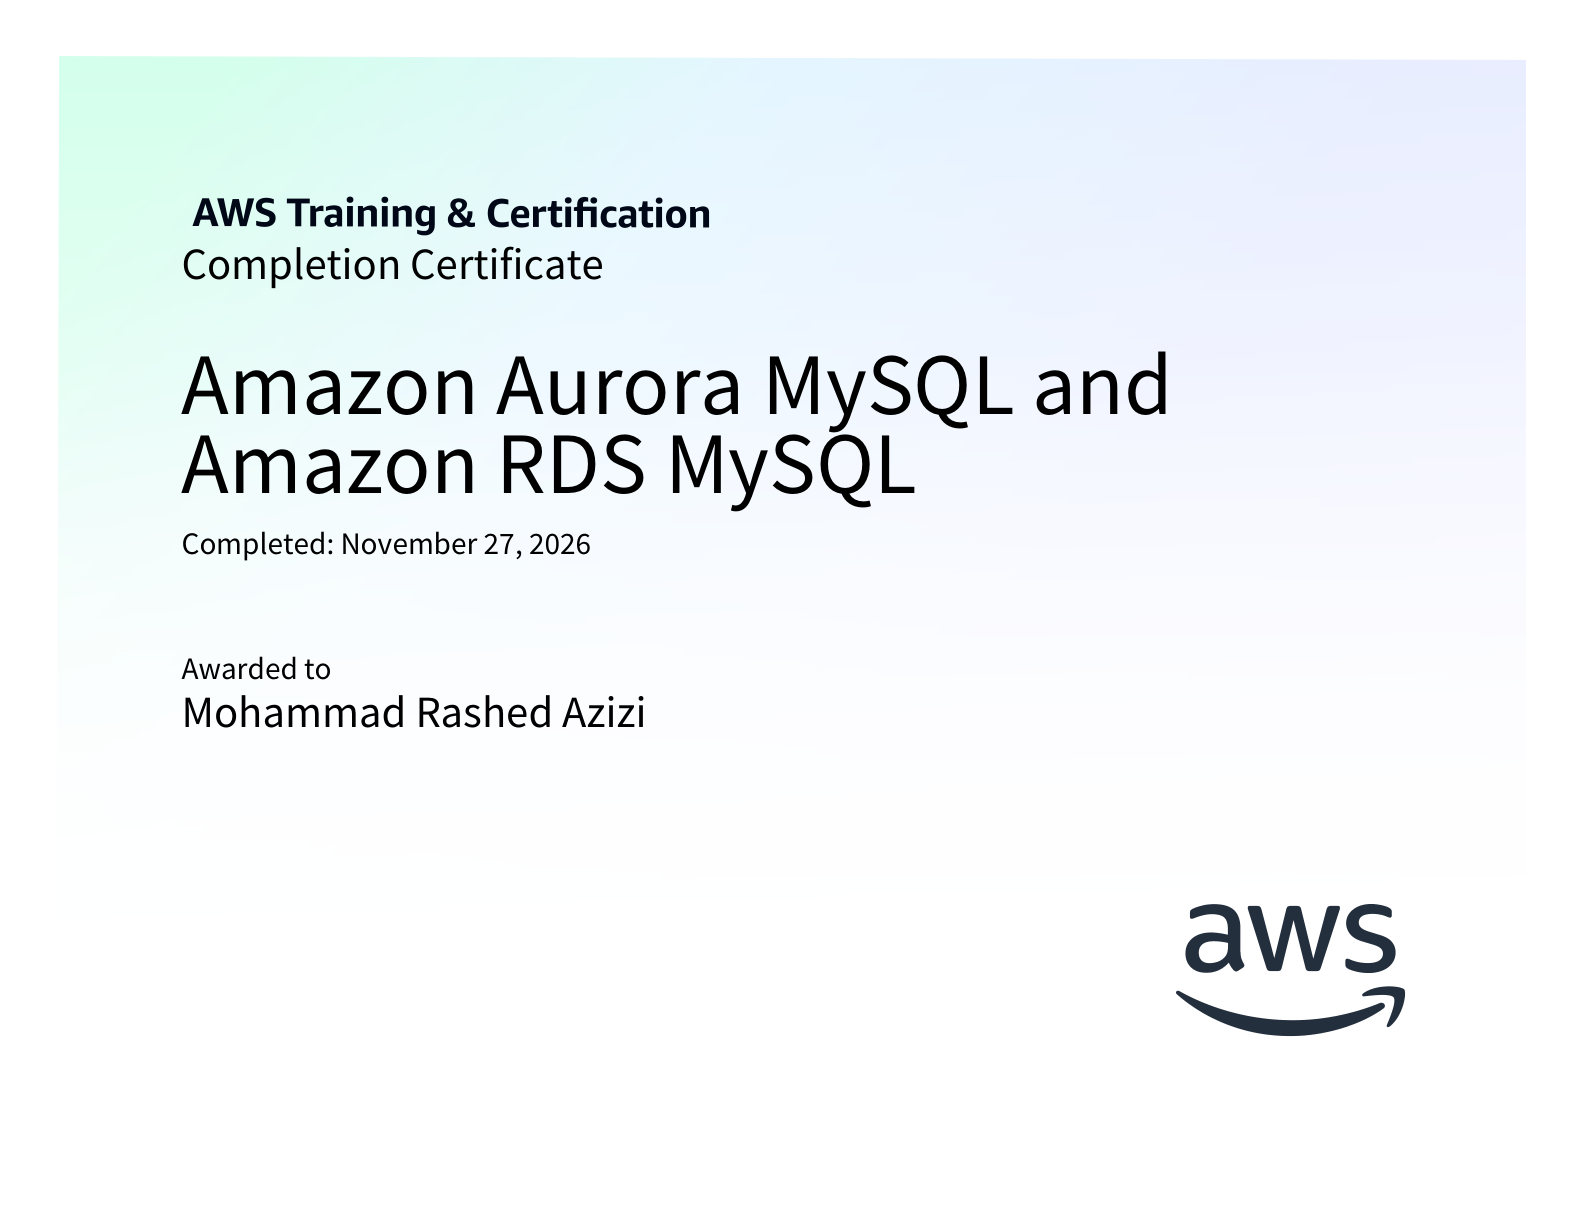 AWS Training & Certification
Completion Certificate
Amazon Aurora MySQL and
Amazon RDS MySQL
Completed: November 27, 2026
Awarded to
Mohammad Rashed Azizi
aws